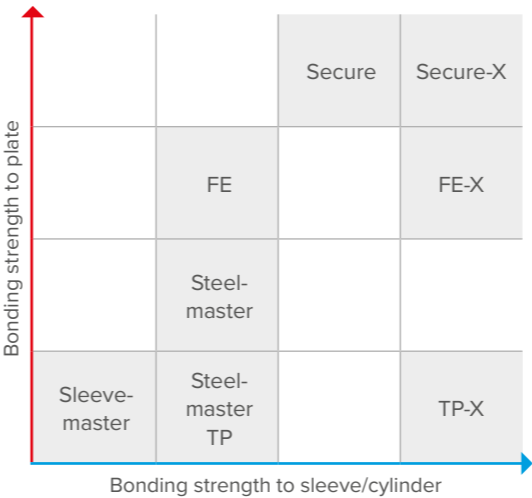 Bonding strength to plate
Secure
Secure-X
FE
FE-X
Steel-
master
Sleeve-
master
Steel-
master
TP
TP-X
Bonding strength to sleeve/cylinder